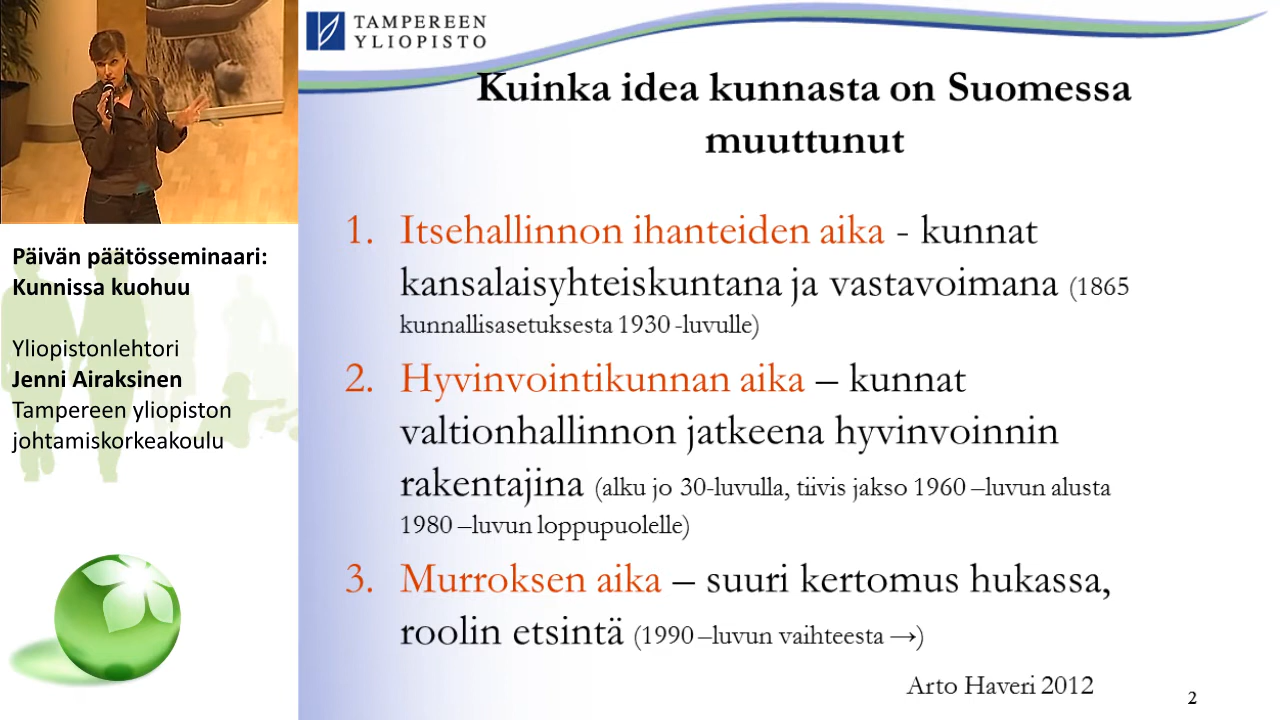 TAMPEREEN
YLIOPISTO
Kuinka idea kunnasta on Suomessa
muuttunut
1. Itsehallinnon ihanteiden aika - kunnat
kansalaisyhteiskuntana ja vastavoimana (1865
kunnallisasetuksesta 1930 -luvulle)
2. Hyvinvointikunnan aika – kunnat
valtionhallinnon jatkeena hyvinvoinnin
rakentajina (alku jo 30-luvulla, tiivis jakso 1960 –luvun alusta
1980 –luvun loppupuolelle)
3. Murroksen aika – suuri kertomus hukassa,
roolin etsintä (1990 –luvun vaihteesta →)
Arto Haveri 2012
2
Päivän päätösseminaari:
Kunnissa kuohuu
Yliopistonlehtori
Jenni Airaksinen
Tampereen yliopiston
johtamiskorkeakoulu